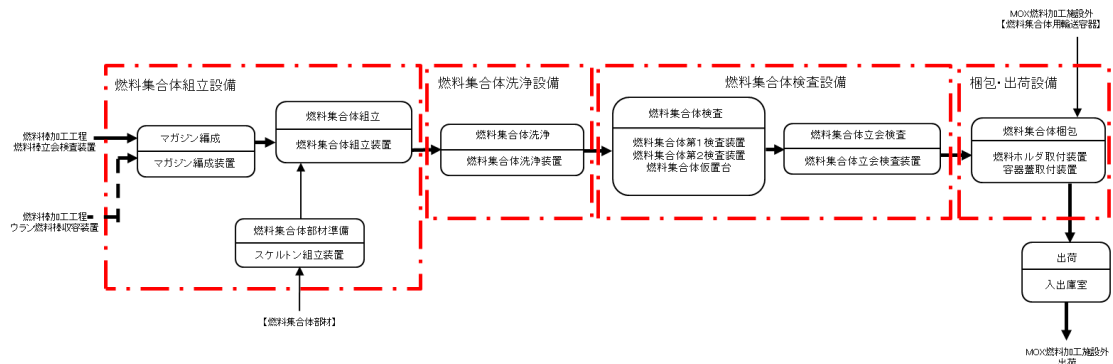 MOX燃料加工施設外
【燃料集合体用輸送容器】
燃料集合体組立設備
燃料集合体洗浄設備
燃料集合体検査設備
梱包・出荷設備
燃料棒加工工程
燃料棒立会検査装置
マガジン編成
マガジン編成装置
燃料集合体組立
燃料集合体組立装置
燃料集合体洗浄
燃料集合体洗浄装置
燃料集合体検査
燃料集合体第1検査装置
燃料集合体第2検査装置
燃料集合体仮置台
燃料集合体立会検査
燃料集合体立会検査装置
燃料集合体梱包
燃料ホルダ取付装置
容器蓋取付装置
燃料棒加工工程
ウラン燃料棒収容装置
燃料集合体部材準備
スケルトン組立装置
【燃料集合体部材】
出荷
入出庫室
MOX燃料加工施設外
出荷